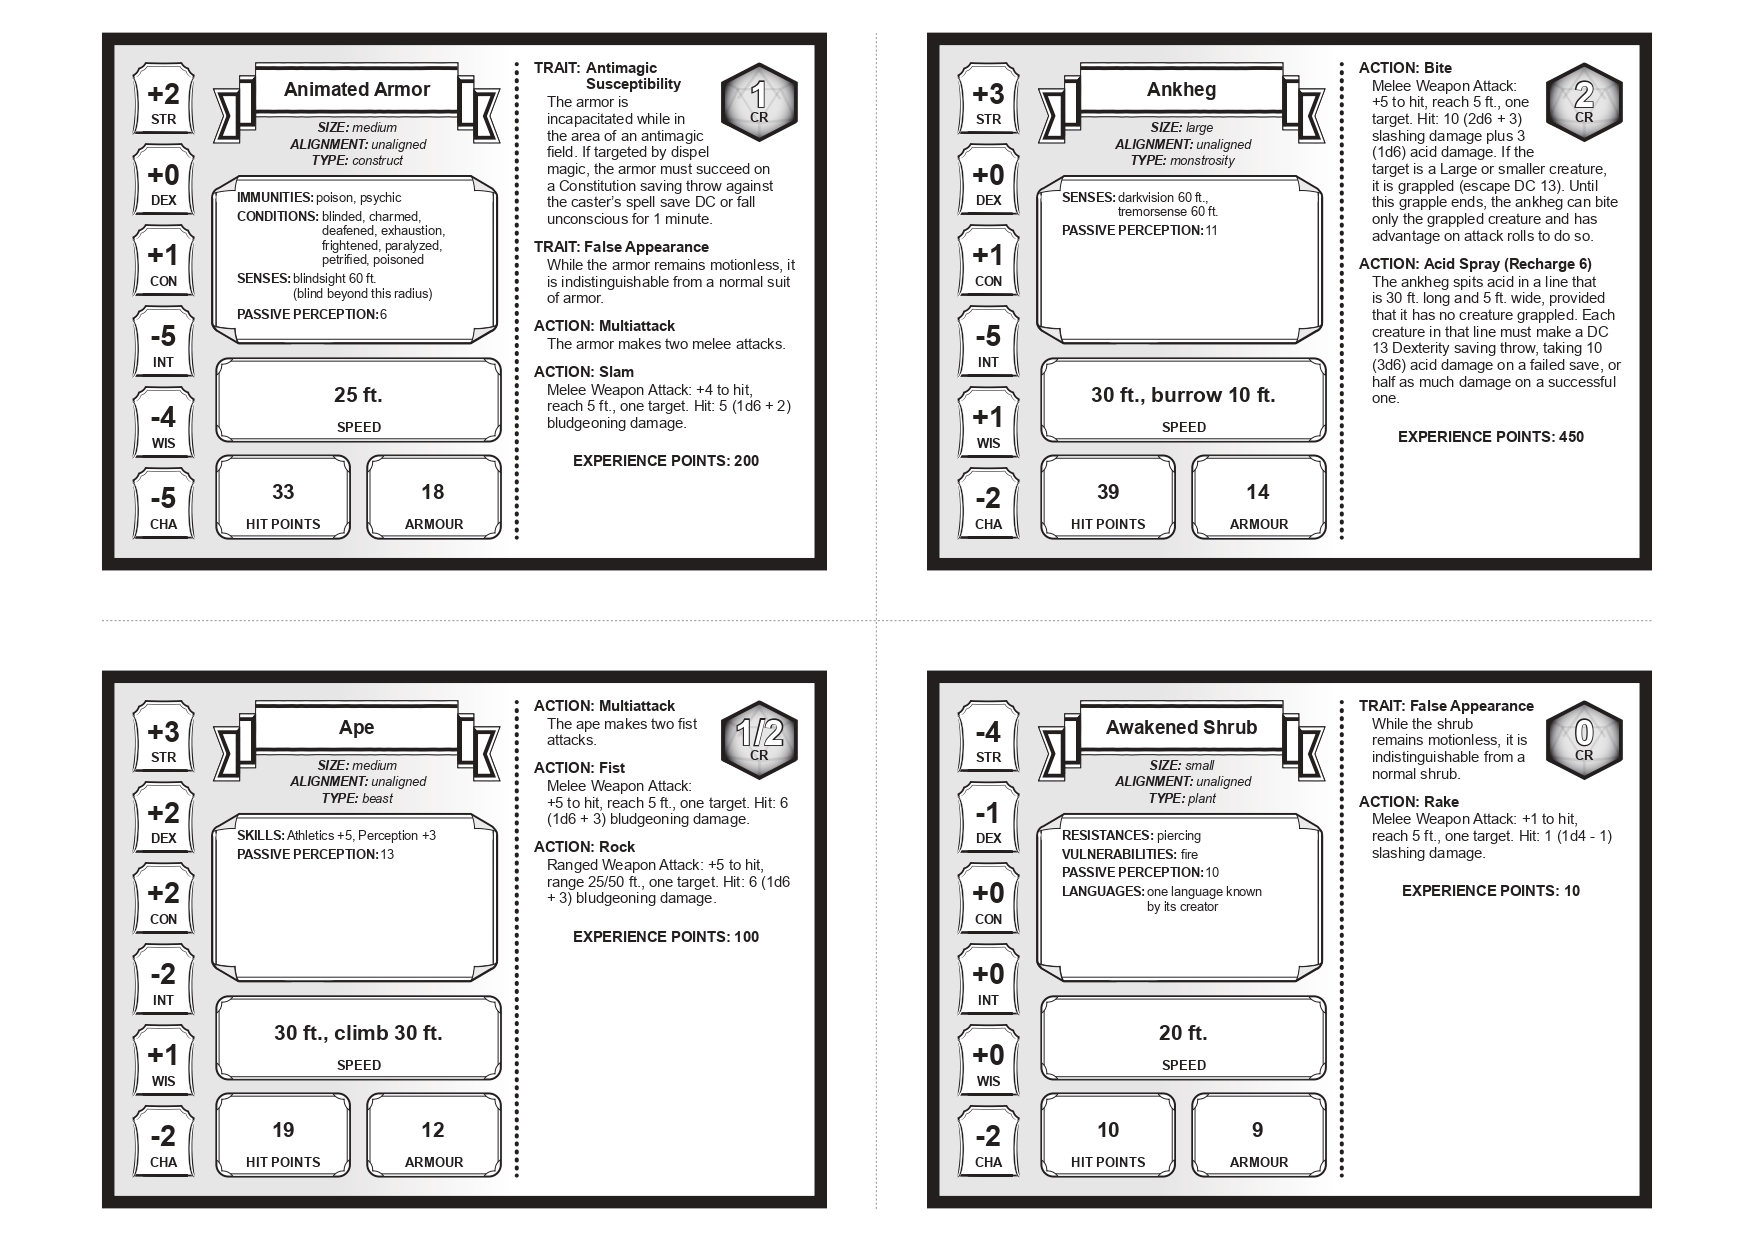 +2
STR
+0
DEX
+1
CON
-5
INT
-4
WIS
-5
CHA
Animated Armor
SIZE: medium
ALIGNMENT: unaligned
TYPE: construct
IMMUNITIES: poison, psychic
CONDITIONS: blinded, charmed,
deafened, exhaustion,
frightened, paralyzed,
petrified, poisoned
SENSES: blindsight 60 ft.
(blind beyond this radius)
PASSIVE PERCEPTION: 6
25 ft.
SPEED
33
HIT POINTS
18
ARMOUR
TRAIT: Antimagic
Susceptibility
The armor is
incapacitated while in
the area of an antimagic
field. If targeted by dispel
magic, the armor must succeed on
a Constitution saving throw against
the caster's spell save DC or fall
unconscious for 1 minute.
TRAIT: False Appearance
While the armor remains motionless, it
is indistinguishable from a normal suit
of armor.
ACTION: Multiattack
The armor makes two melee attacks.
ACTION: Slam
Melee Weapon Attack: +4 to hit,
reach 5 ft., one target. Hit: 5 (1d6 + 2)
bludgeoning damage.
EXPERIENCE POINTS: 200
1
CR
+3
STR
+0
DEX
+1
CON
-5
INT
+1
WIS
-2
CHA
Ankheg
SIZE: large
ALIGNMENT: unaligned
TYPE: monstrosity
SENSES: darkvision 60 ft.,
tremorsense 60 ft.
PASSIVE PERCEPTION: 11
30 ft., burrow 10 ft.
SPEED
39
HIT POINTS
14
ARMOUR
ACTION: Bite
Melee Weapon Attack:
+5 to hit, reach 5 ft., one
target. Hit: 10 (2d6 + 3)
slashing damage plus 3
(1d6) acid damage. If the
target is a Large or smaller creature,
it is grappled (escape DC 13). Until
this grapple ends, the ankheg can bite
only the grappled creature and has
advantage on attack rolls to do so.
ACTION: Acid Spray (Recharge 6)
The ankheg spits acid in a line that
is 30 ft. long and 5 ft. wide, provided
that it has no creature grappled. Each
creature in that line must make a DC
13 Dexterity saving throw, taking 10
(3d6) acid damage on a failed save, or
half as much damage on a successful
one.
EXPERIENCE POINTS: 450
2
CR
+3
STR
+2
DEX
+2
CON
-2
INT
+1
WIS
-2
CHA
Ape
SIZE: medium
ALIGNMENT: unaligned
TYPE: beast
SKILLS: Athletics +5, Perception +3
PASSIVE PERCEPTION: 13
30 ft., climb 30 ft.
SPEED
19
HIT POINTS
12
ARMOUR
ACTION: Multiattack
The ape makes two fist
attacks.
ACTION: Fist
Melee Weapon Attack:
+5 to hit, reach 5 ft., one target. Hit: 6
(1d6 + 3) bludgeoning damage.
ACTION: Rock
Ranged Weapon Attack: +5 to hit,
range 25/50 ft., one target. Hit: 6 (1d6
+ 3) bludgeoning damage.
EXPERIENCE POINTS: 100
1/2
CR
-4
STR
-1
DEX
+0
CON
+0
INT
+0
WIS
-2
CHA
Awakened Shrub
SIZE: small
ALIGNMENT: unaligned
TYPE: plant
RESISTANCES: piercing
VULNERABILITIES: fire
PASSIVE PERCEPTION: 10
LANGUAGES: one language known
by its creator
20 ft.
SPEED
10
HIT POINTS
9
ARMOUR
TRAIT: False Appearance
While the shrub
remains motionless, it is
indistinguishable from a
normal shrub.
ACTION: Rake
Melee Weapon Attack: +1 to hit,
reach 5 ft., one target. Hit: 1 (1d4 - 1)
slashing damage.
EXPERIENCE POINTS: 10
0
CR